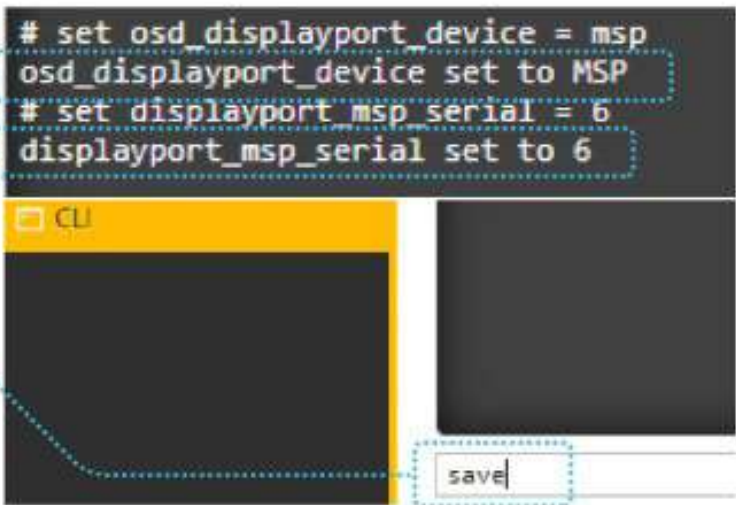 # set osd_displayport_device = msp
osd_displayport_device set to MSP
# set displayport_msp_serial = 6
displayport_msp_serial set to 6
CLI
save